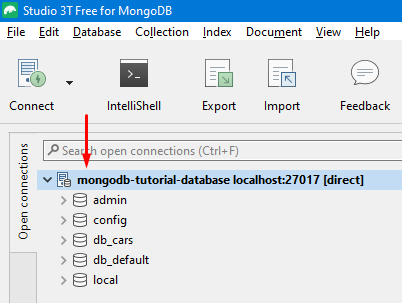 Studio 3T Free for MongoDB
File Edit Database Collection Index Document View Help
Connect IntelliShell Export Import Feedback
Open connections
Search open connections (Ctrl+F)
mongodb-tutorial-database localhost:27017 [direct]
admin
config
db_cars
db_default
local